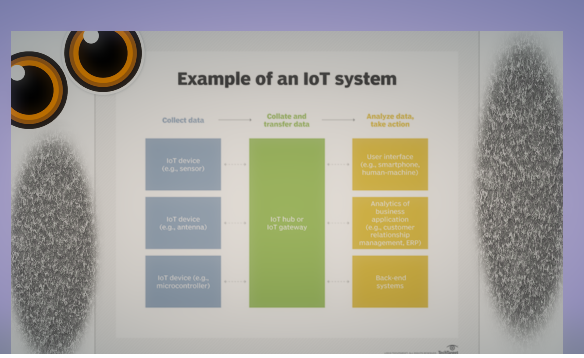 Example of an IoT system
Collect data
Collate and
transfer data
Analyze data,
take action
IoT device
(e.g., sensor)
IoT device
(e.g., antenna)
IoT device (e.g.,
microcontroller)
IoT hub or
IoT gateway
User interface
(e.g., smartphone,
human-machine)
Analytics of
business
application
(e.g., customer
relationship
management, ERP)
Back-end
systems